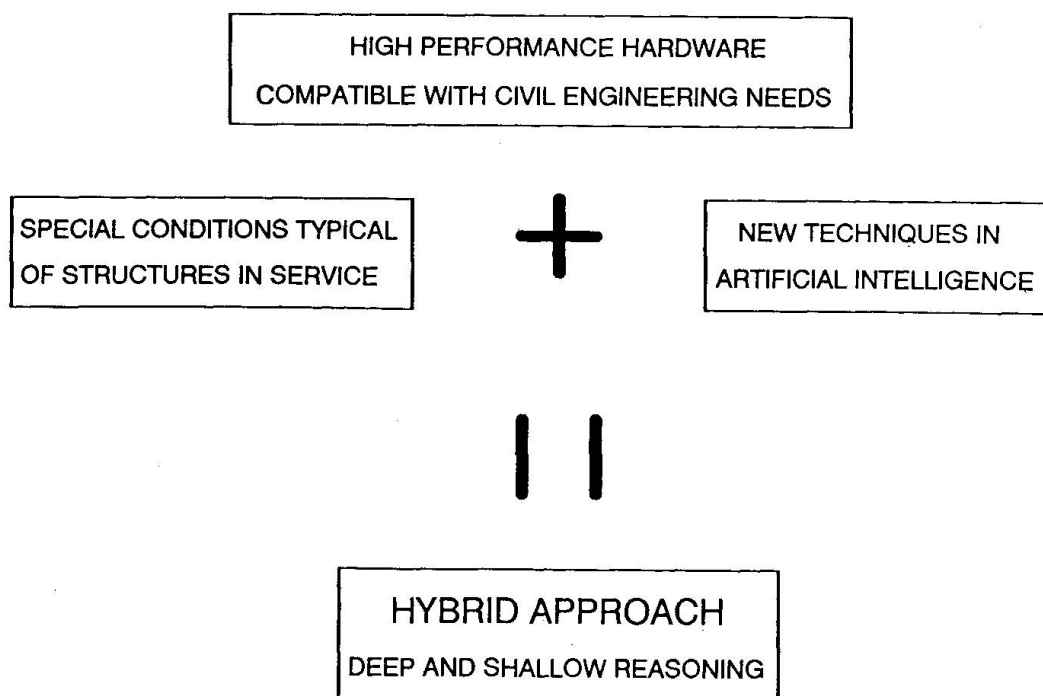 HIGH PERFORMANCE HARDWARE
COMPATIBLE WITH CIVIL ENGINEERING NEEDS
SPECIAL CONDITIONS TYPICAL
OF STRUCTURES IN SERVICE
+
NEW TECHNIQUES IN
ARTIFICIAL INTELLIGENCE
HYBRID APPROACH
DEEP AND SHALLOW REASONING